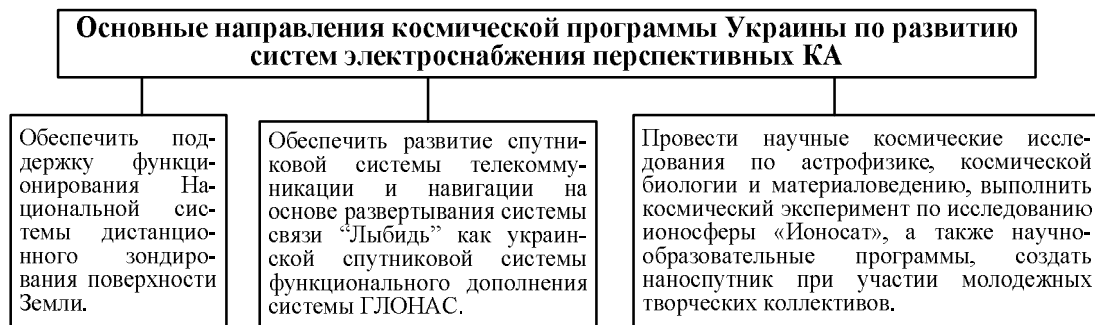 Основные направления космической программы Украины по развитию
систем электроснабжения перспективных КА
Обеспечить под-
держку функци-
онирования На-
циональной сис-
темы дистанцио-
нного зондиро-
вания поверхности
Земли.
Обеспечить развитие спутни-
ковой системы телекомму-
никации и навигации на
основе развертывания системы
связи “Лыбидь” как украин-
ской спутниковой системы
функционального дополнения
системы ГЛОНАС.
Провести научные космические иссле-
дования по астрофизике, космической
биологии и материаловедению, выполнить
космический эксперимент по исследованию
ионосферы «Ионосат», а также научно-
образовательные программы, создать
наноспутник при участии молодежных
творческих коллективов.